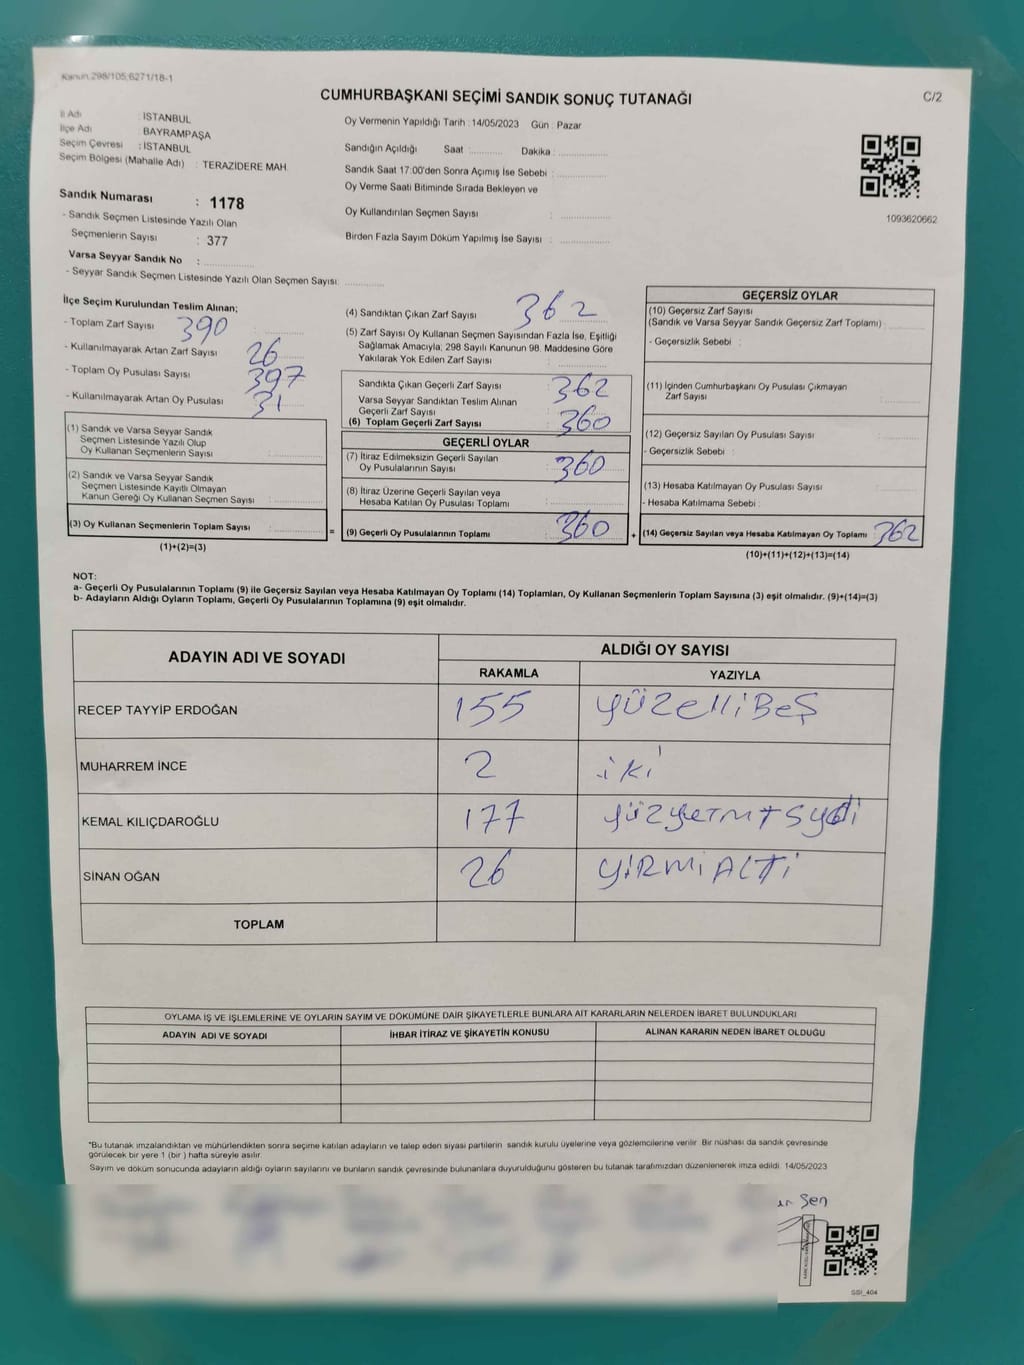 Kanun.298/105;6271/18-1
CUMHURBAŞKANI SEÇİMİ SANDIK SONUÇ TUTANAĞI
C/2
İl Adı : İSTANBUL
İlçe Adı : BAYRAMPAŞA
Seçim Çevresi : İSTANBUL
Seçim Bölgesi (Mahalle Adı) : TERAZİDERE MAH.
Sandık Numarası : 1178
- Sandık Seçmen Listesinde Yazılı Olan
Seçmenlerin Sayısı : 377
Varsa Seyyar Sandık No :
- Seyyar Sandık Seçmen Listesinde Yazılı Olan Seçmen Sayısı:
Oy Vermenin Yapıldığı Tarih :14/05/2023 Gün : Pazar
Sandığın Açıldığı Saat : Dakika :
Sandık Saat 17:00'den Sonra Açımış İse Sebebi :
Oy Verme Saati Bitiminde Sırada Bekleyen ve
Oy Kullandırılan Seçmen Sayısı :
Birden Fazla Sayım Döküm Yapılmış İse Sayısı :
1093620662
İlçe Seçim Kurulundan Teslim Alınan;
- Toplam Zarf Sayısı : 390
- Kullanılmayarak Artan Zarf Sayısı : 26
- Toplam Oy Pusulası Sayısı : 397
- Kullanılmayarak Artan Oy Pusulası : 31
(1) Sandık ve Varsa Seyyar Sandık
Seçmen Listesinde Yazılı Olup
Oy Kullanan Seçmenlerin Sayısı :
(2) Sandık ve Varsa Seyyar Sandık
Seçmen Listesinde Kayıtlı Olmayan
Kanun Gereği Oy Kullanan Seçmen Sayısı :
(3) Oy Kullanan Seçmenlerin Toplam Sayısı : =
(1)+(2)=(3)
(4) Sandıktan Çıkan Zarf Sayısı : 362
(5) Zarf Sayısı Oy Kullanan Seçmen Sayısından Fazla İse, Eşitliği
Sağlamak Amacıyla; 298 Sayılı Kanunun 98. Maddesine Göre
Yakılarak Yok Edilen Zarf Sayısı :
Sandıkta Çıkan Geçerli Zarf Sayısı : 362
Varsa Seyyar Sandıktan Teslim Alınan
Geçerli Zarf Sayısı :
(6) Toplam Geçerli Zarf Sayısı : 360
GEÇERLİ OYLAR
(7) İtiraz Edilmeksizin Geçerli Sayılan
Oy Pusulalarının Sayısı : 360
(8) İtiraz Üzerine Geçerli Sayılan veya
Hesaba Katılan Oy Pusulası Toplamı :
(9) Geçerli Oy Pusulalarının Toplamı : 360 +
GEÇERSİZ OYLAR
(10) Geçersiz Zarf Sayısı
(Sandık ve Varsa Seyyar Sandık Geçersiz Zarf Toplamı) :
- Geçersizlik Sebebi :
(11) İçinden Cumhurbaşkanı Oy Pusulası Çıkmayan
Zarf Sayısı :
(12) Geçersiz Sayılan Oy Pusulası Sayısı :
- Geçersizlik Sebebi :
(13) Hesaba Katılmayan Oy Pusulası Sayısı :
- Hesaba Katılmama Sebebi :
(14) Geçersiz Sayılan veya Hesaba Katılmayan Oy Toplamı : 362
(10)+(11)+(12)+(13)=(14)
NOT:
a- Geçerli Oy Pusulalarının Toplamı (9) ile Geçersiz Sayılan veya Hesaba Katılmayan Oy Toplamı (14) Toplamları, Oy Kullanan Seçmenlerin Toplam Sayısına (3) eşit olmalıdır. (9)+(14)=(3)
b- Adayların Aldığı Oyların Toplamı, Geçerli Oy Pusulalarının Toplamına (9) eşit olmalıdır.
ADAYIN ADI VE SOYADI ALDIĞI OY SAYISI
RAKAMLA YAZIYLA
RECEP TAYYİP ERDOĞAN 155 yüzelliBeş
MUHARREM İNCE 2 iki
KEMAL KILIÇDAROĞLU 177
SİNAN OĞAN 26 YİRMİALTI
TOPLAM
OYLAMA İŞ VE İŞLEMLERİNE VE OYLARIN SAYIM VE DÖKÜMÜNE DAİR ŞİKAYETLERLE BUNLARA AİT KARARLARIN NELERDEN İBARET BULUNDUKLARI
ADAYIN ADI VE SOYADI İHBAR İTİRAZ VE ŞİKAYETİN KONUSU ALINAN KARARIN NEDEN İBARET OLDUĞU
*Bu tutanak imzalandıktan ve mühürlendikten sonra seçime katılan adayların ve talep eden siyasi partilerin sandık kurulu üyelerine veya gözlemcilerine verilir. Bir nüshası da sandık çevresinde
görülecek bir yere 1 (bir ) hafta süreyle asılır.
Sayım ve döküm sonucunda adayların aldığı oyların sayılarını ve bunların sandık çevresinde bulunanlara duyurulduğunu gösteren bu tutanak tarafımızdan düzenlenerek imza edildi. 14/05/2023
Şen
SSİ_404